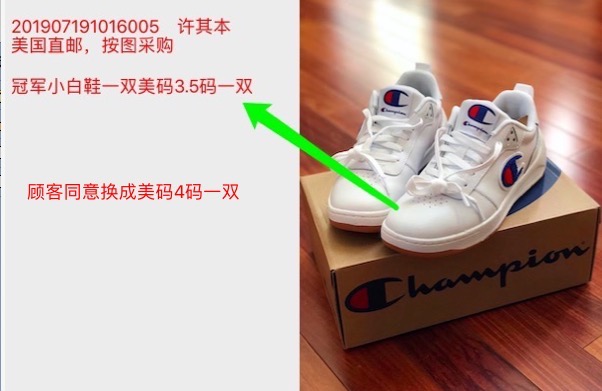 201907191016005 许其本
美国直邮，按图采购
冠军小白鞋一双美码3.5码一双
顾客同意换成美码4码一双
Champion
Champion
Champion